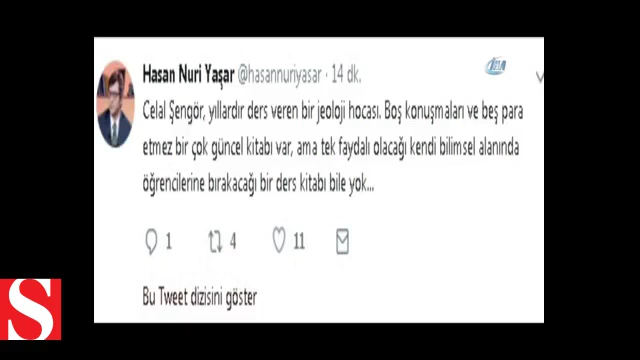 Hasan Nuri Yaşar @hasannuriyasar · 14 dk.
Celal Şengör, yıllardır ders veren bir jeoloji hocası. Boş konuşmaları ve beş para
etmez bir çok güncel kitabı var, ama tek faydalı olacağı kendi bilimsel alanında
öğrencilerine bırakacağı bir ders kitabı bile yok...
1 4 11
Bu Tweet dizisini göster
S